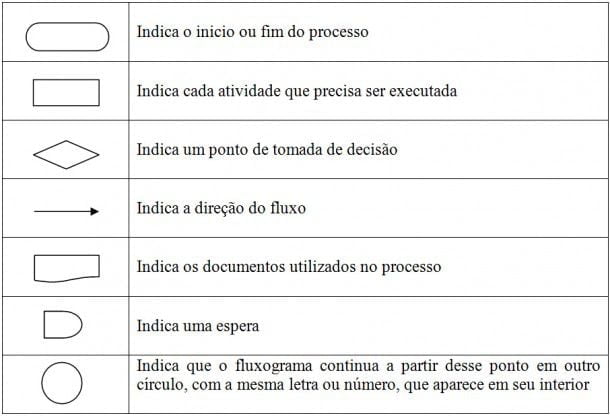 Indica o inicio ou fim do processo
Indica cada atividade que precisa ser executada
Indica um ponto de tomada de decisão
Indica a direção do fluxo
Indica os documentos utilizados no processo
Indica uma espera
Indica que o fluxograma continua a partir desse ponto em outro
círculo, com a mesma letra ou número, que aparece em seu interior